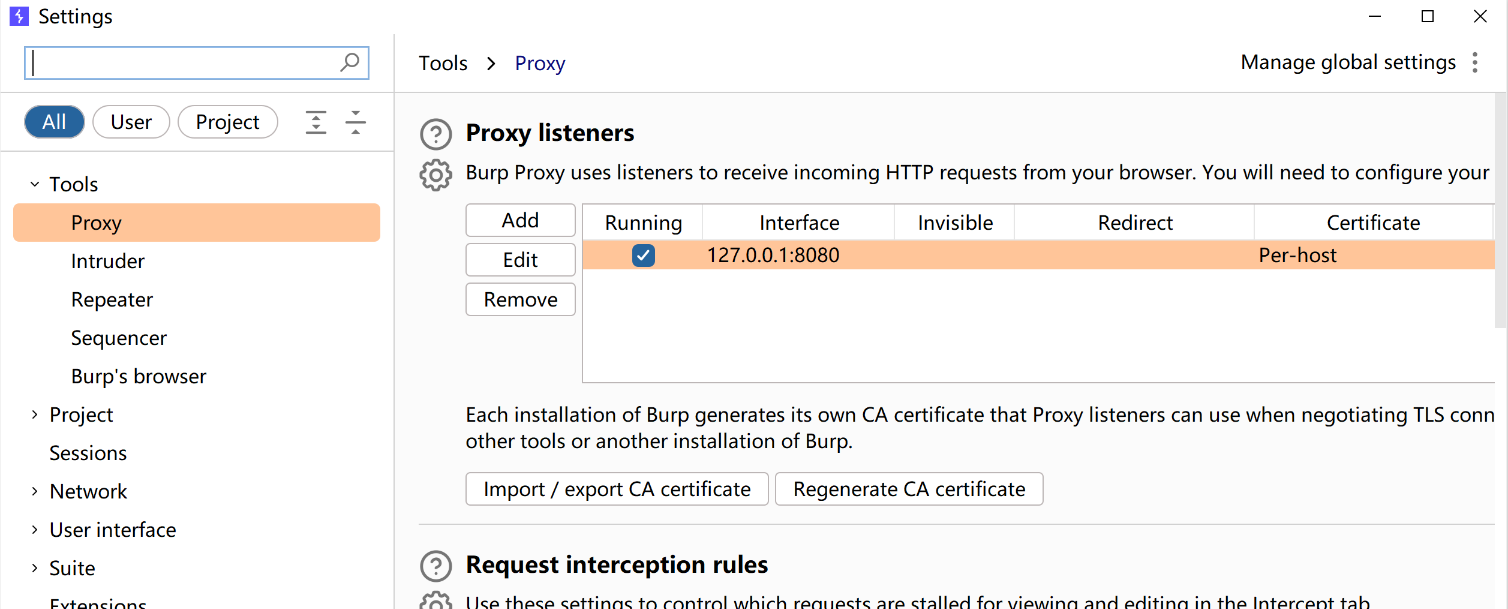 Settings
Tools > Proxy
Manage global settings
All
User
Project
Tools
Proxy
Intruder
Repeater
Sequencer
Burp's browser
Project
Sessions
Network
User interface
Suite
Extensions
Proxy listeners
Burp Proxy uses listeners to receive incoming HTTP requests from your browser. You will need to configure your
Add
Edit
Remove
Running Interface Invisible Redirect Certificate
127.0.0.1:8080 Per-host
Each installation of Burp generates its own CA certificate that Proxy listeners can use when negotiating TLS conn
other tools or another installation of Burp.
Import / export CA certificate
Regenerate CA certificate
Request interception rules
Use these settings to control which requests are stalled for viewing and editing in the Intercept tab